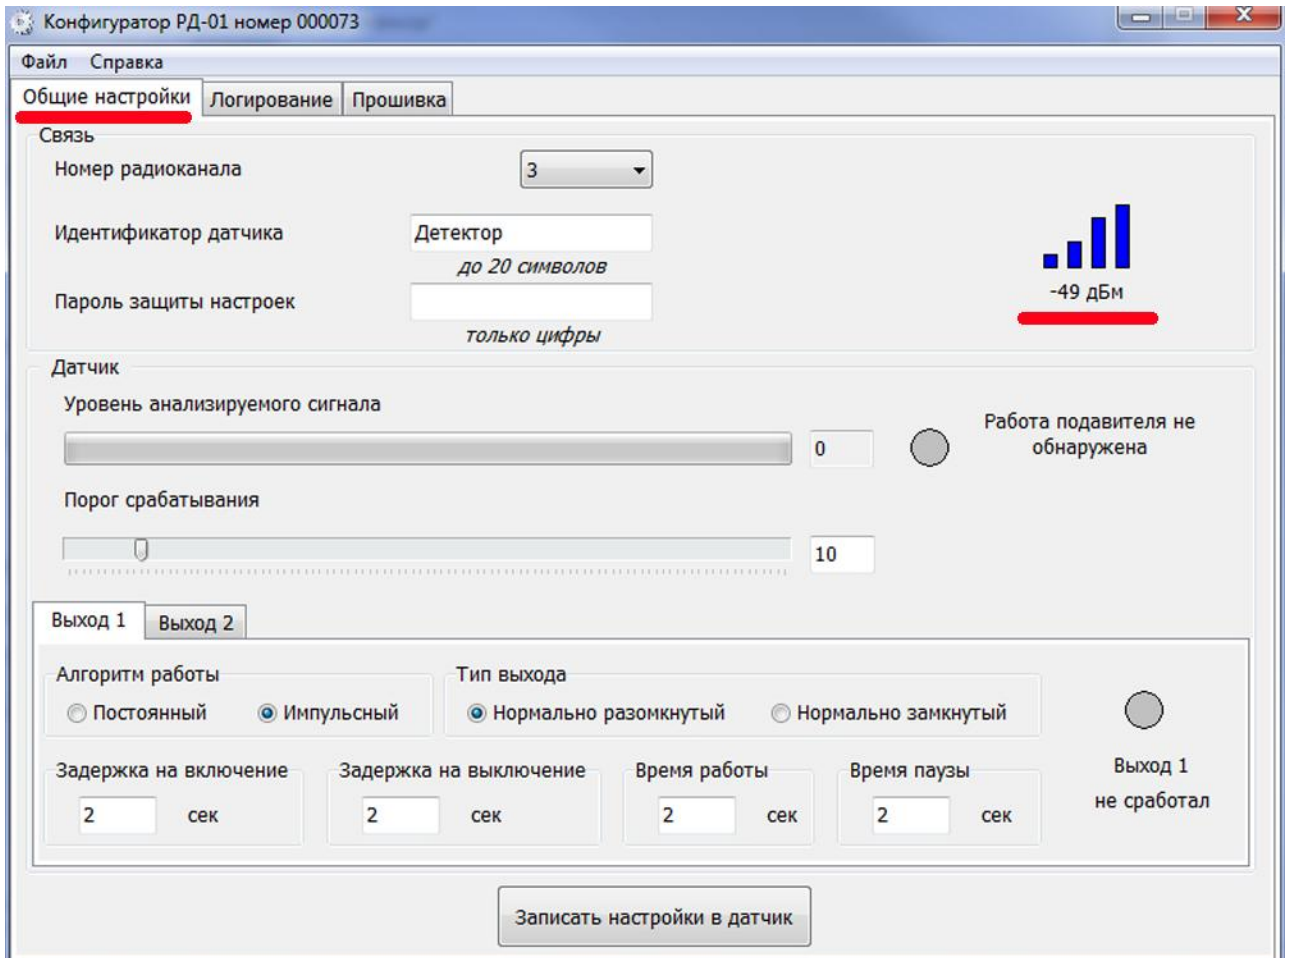 Конфигуратор РД-01 номер 000073
Файл Справка
Общие настройки Логирование Прошивка
Связь
Номер радиоканала 3
Идентификатор датчика Детектор
до 20 символов
-49 дБм
Пароль защиты настроек
только цифры
Датчик
Уровень анализируемого сигнала
0
Работа подавителя не
обнаружена
Порог срабатывания
10
Выход 1 Выход 2
Алгоритм работы Тип выхода
Постоянный Импульсный Нормально разомкнутый Нормально замкнутый
Задержка на включение Задержка на выключение Время работы Время паузы
2 сек 2 сек 2 сек 2 сек
Выход 1
не сработал
Записать настройки в датчик